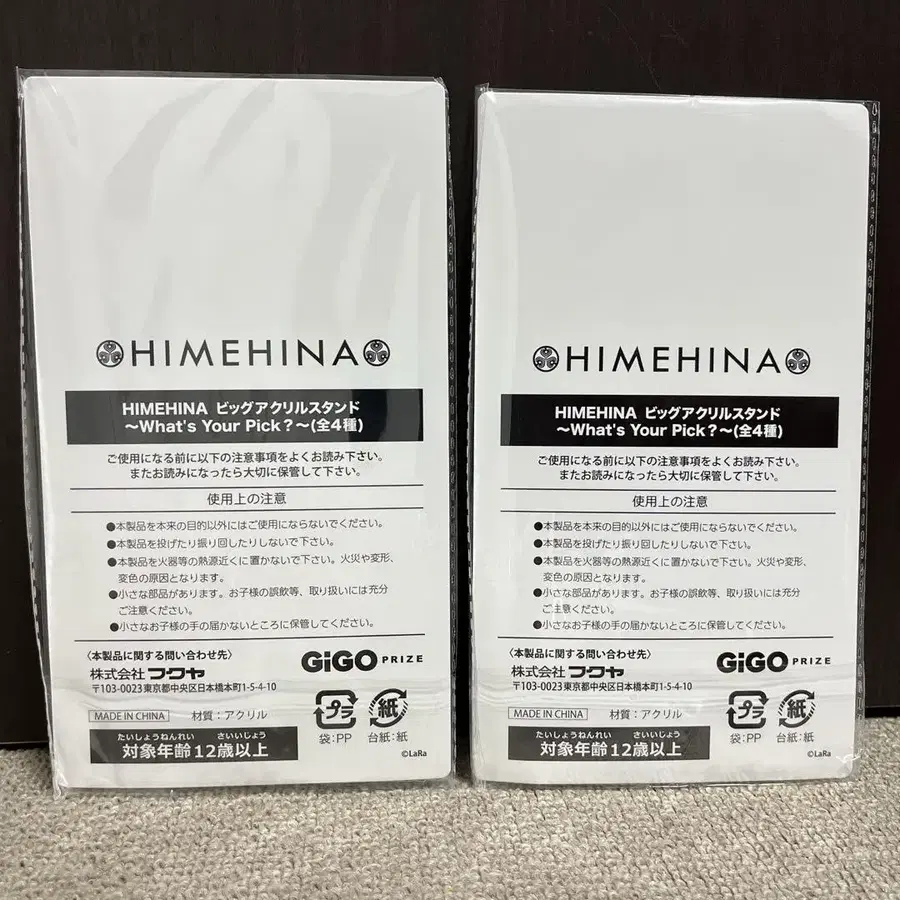 HIMEHINA
HIMEHINA ビッグアクリルスタンド
～What's Your Pick？～(全4種)
ご使用になる前に以下の注意事項をよくお読み下さい。
またお読みになったら大切に保管して下さい。
使用上の注意
●本製品を本来の目的以外にはご使用にならないでください。
●本製品を投げたり振り回したりしないで下さい。
●本製品を火器等の熱源近くに置かないで下さい。火災や変形、
変色の原因となります。
●小さな部品があります。お子様の誤飲等、取り扱いには充分
ご注意ください。
●小さなお子様の手の届かないところに保管してください。
〈本製品に関する問い合わせ先〉
株式会社フクヤ
〒103-0023東京都中央区日本橋本町1-5-4-10
GiGO PRIZE
MADE IN CHINA 材質：アクリル
プラ
紙
袋:PP 台紙:紙
たいしょうねんれい さいいじょう
対象年齢12歳以上
©LaRa
HIMEHINA
HIMEHINA ビッグアクリルスタンド
～What's Your Pick？～(全4種)
ご使用になる前に以下の注意事項をよくお読み下さい。
またお読みになったら大切に保管して下さい。
使用上の注意
●本製品を本来の目的以外にはご使用にならないでください。
●本製品を投げたり振り回したりしないで下さい。
●本製品を火器等の熱源近くに置かないで下さい。火災や変形、
変色の原因となります。
●小さな部品があります。お子様の誤飲等、取り扱いには充分
ご注意ください。
●小さなお子様の手の届かないところに保管してください。
〈本製品に関する問い合わせ先〉
株式会社フクヤ
〒103-0023東京都中央区日本橋本町1-5-4-10
GiGO PRIZE
MADE IN CHINA 材質：アクリル
プラ
紙
袋:PP 台紙:紙
たいしょうねんれい さいいじょう
対象年齢12歳以上
©LaRa